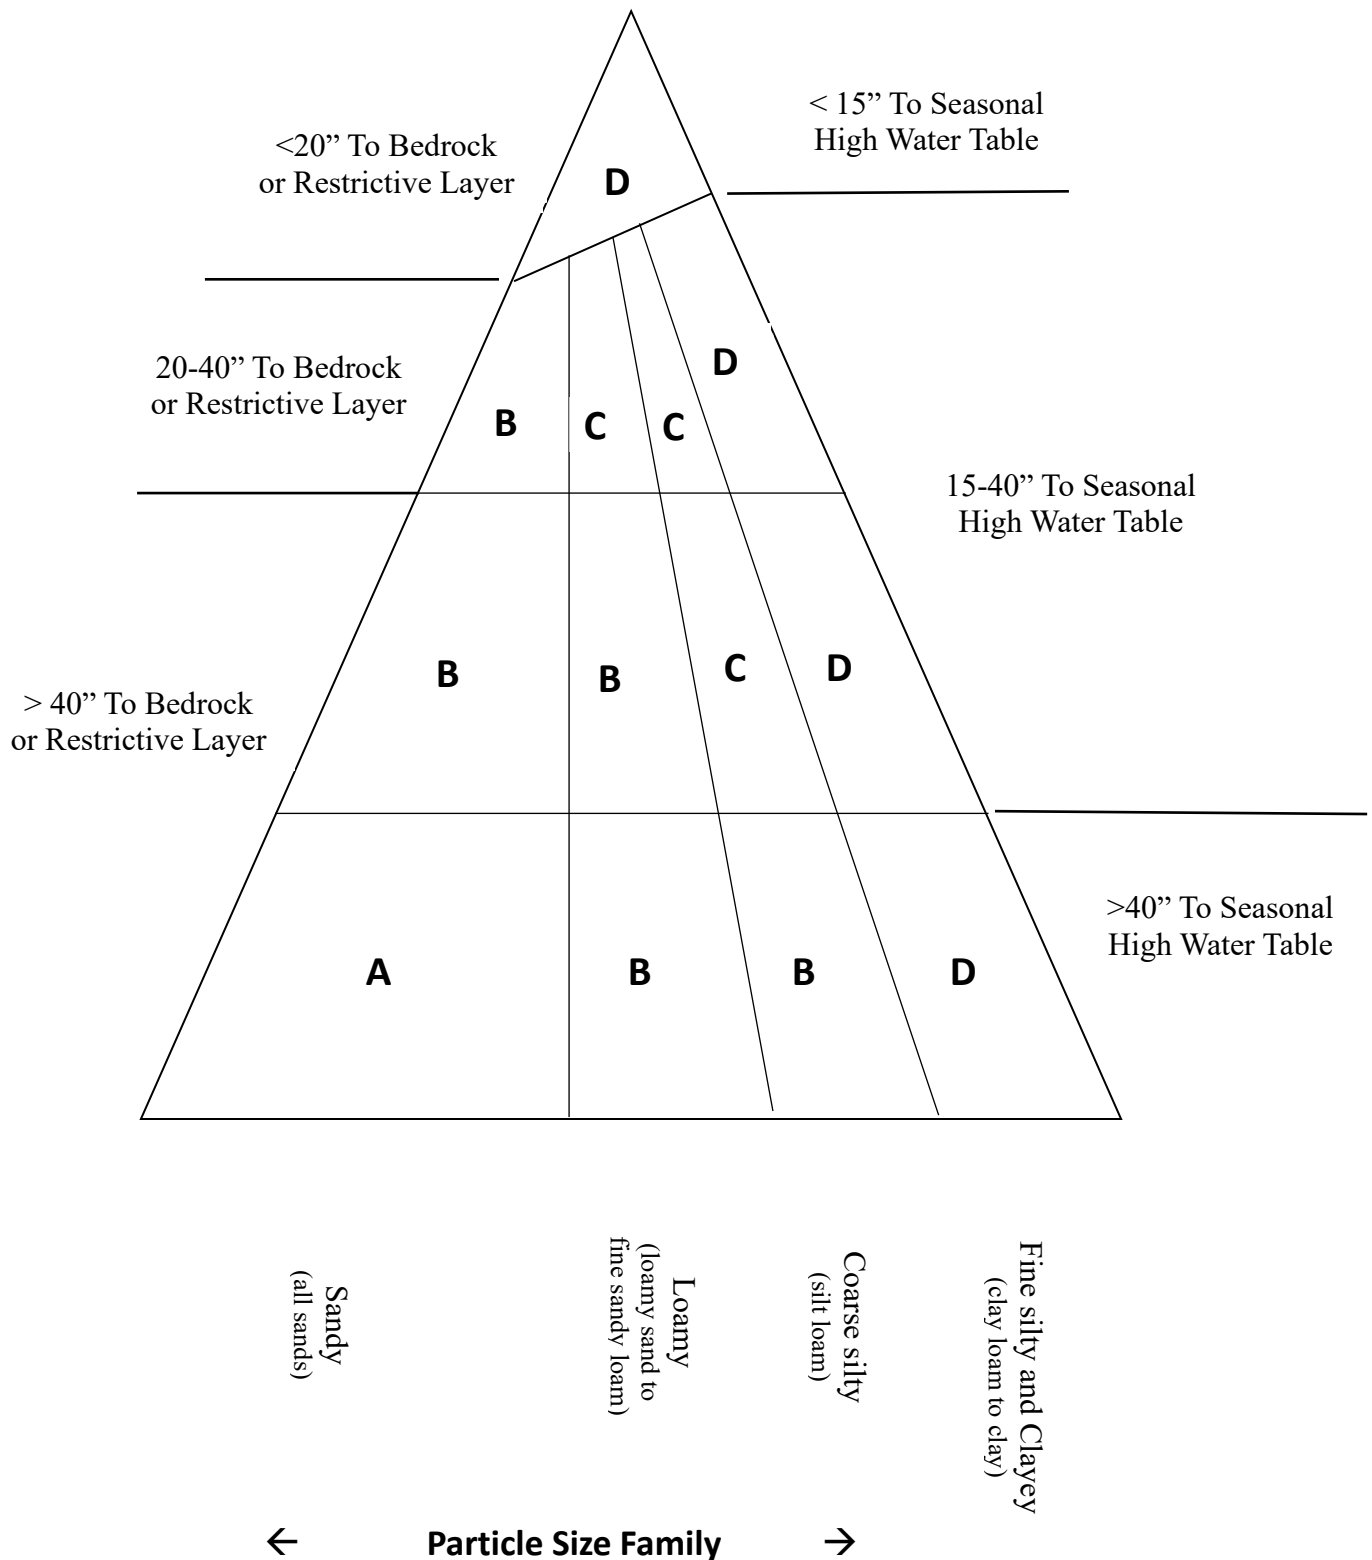 < 15” To Seasonal
High Water Table
<20” To Bedrock
or Restrictive Layer
D
20-40” To Bedrock
or Restrictive Layer
D
B
C
C
15-40” To Seasonal
High Water Table
> 40” To Bedrock
or Restrictive Layer
B
B
C
D
>40” To Seasonal
High Water Table
A
B
B
D
Sandy
(all sands)
Loamy
(loamy sand to
fine sandy loam)
Coarse silty
(silt loam)
Fine silty and Clayey
(clay loam to clay)
← Particle Size Family →